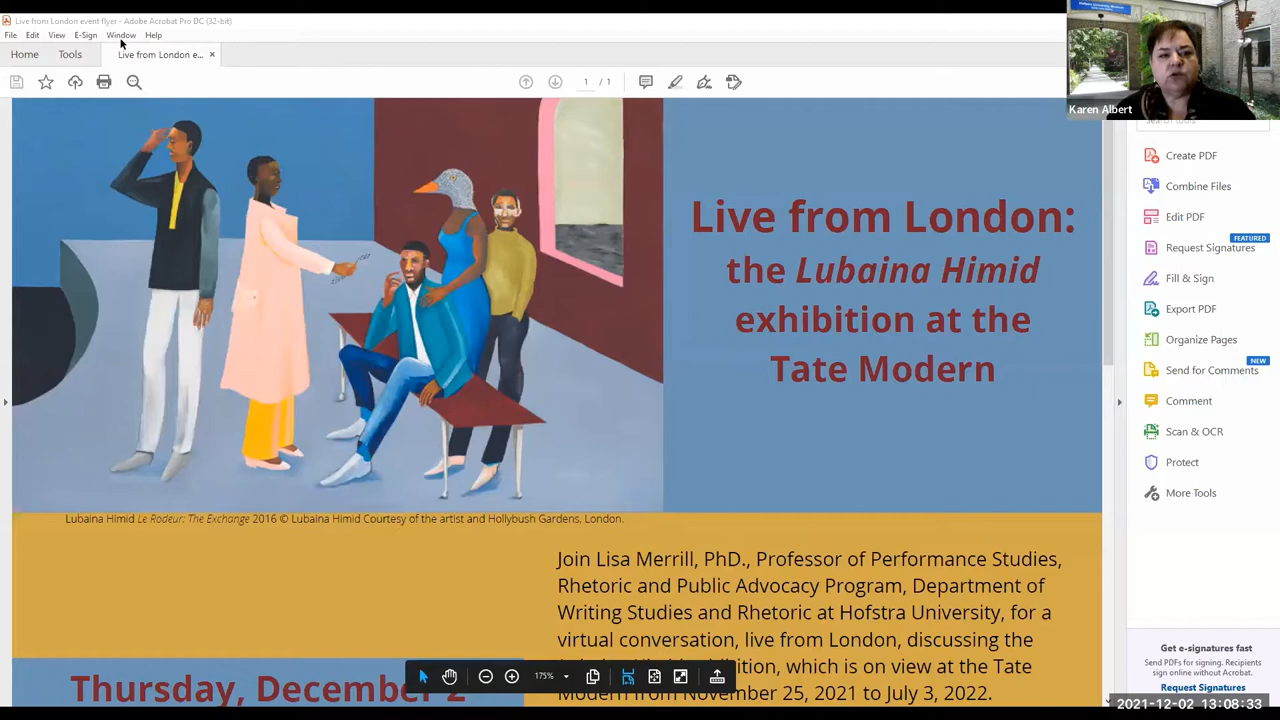 Live from London event flyer - Adobe Acrobat Pro DC (32-bit)
File Edit View E-Sign Window Help
Home Tools Live from London e... ×
1 / 1
Karen Albert
Search tools
Create PDF
Combine Files
Edit PDF
FEATURED
Request Signatures
Fill & Sign
Export PDF
Organize Pages
NEW
Send for Comments
Comment
Scan & OCR
Protect
More Tools
Live from London:
the Lubaina Himid
exhibition at the
Tate Modern
Lubaina Himid Le Rodeur: The Exchange 2016 © Lubaina Himid Courtesy of the artist and Hollybush Gardens, London.
Join Lisa Merrill, PhD., Professor of Performance Studies,
Rhetoric and Public Advocacy Program, Department of
Writing Studies and Rhetoric at Hofstra University, for a
virtual conversation, live from London, discussing the
which is on view at the Tate
Modern from November 25, 2021 to July 3, 2022.
Thursday, December 2
175%
Get e-signatures fast
Send PDFs for signing. Recipients
sign online without Acrobat.
Request Signatures
2021-12-02 13:08:33